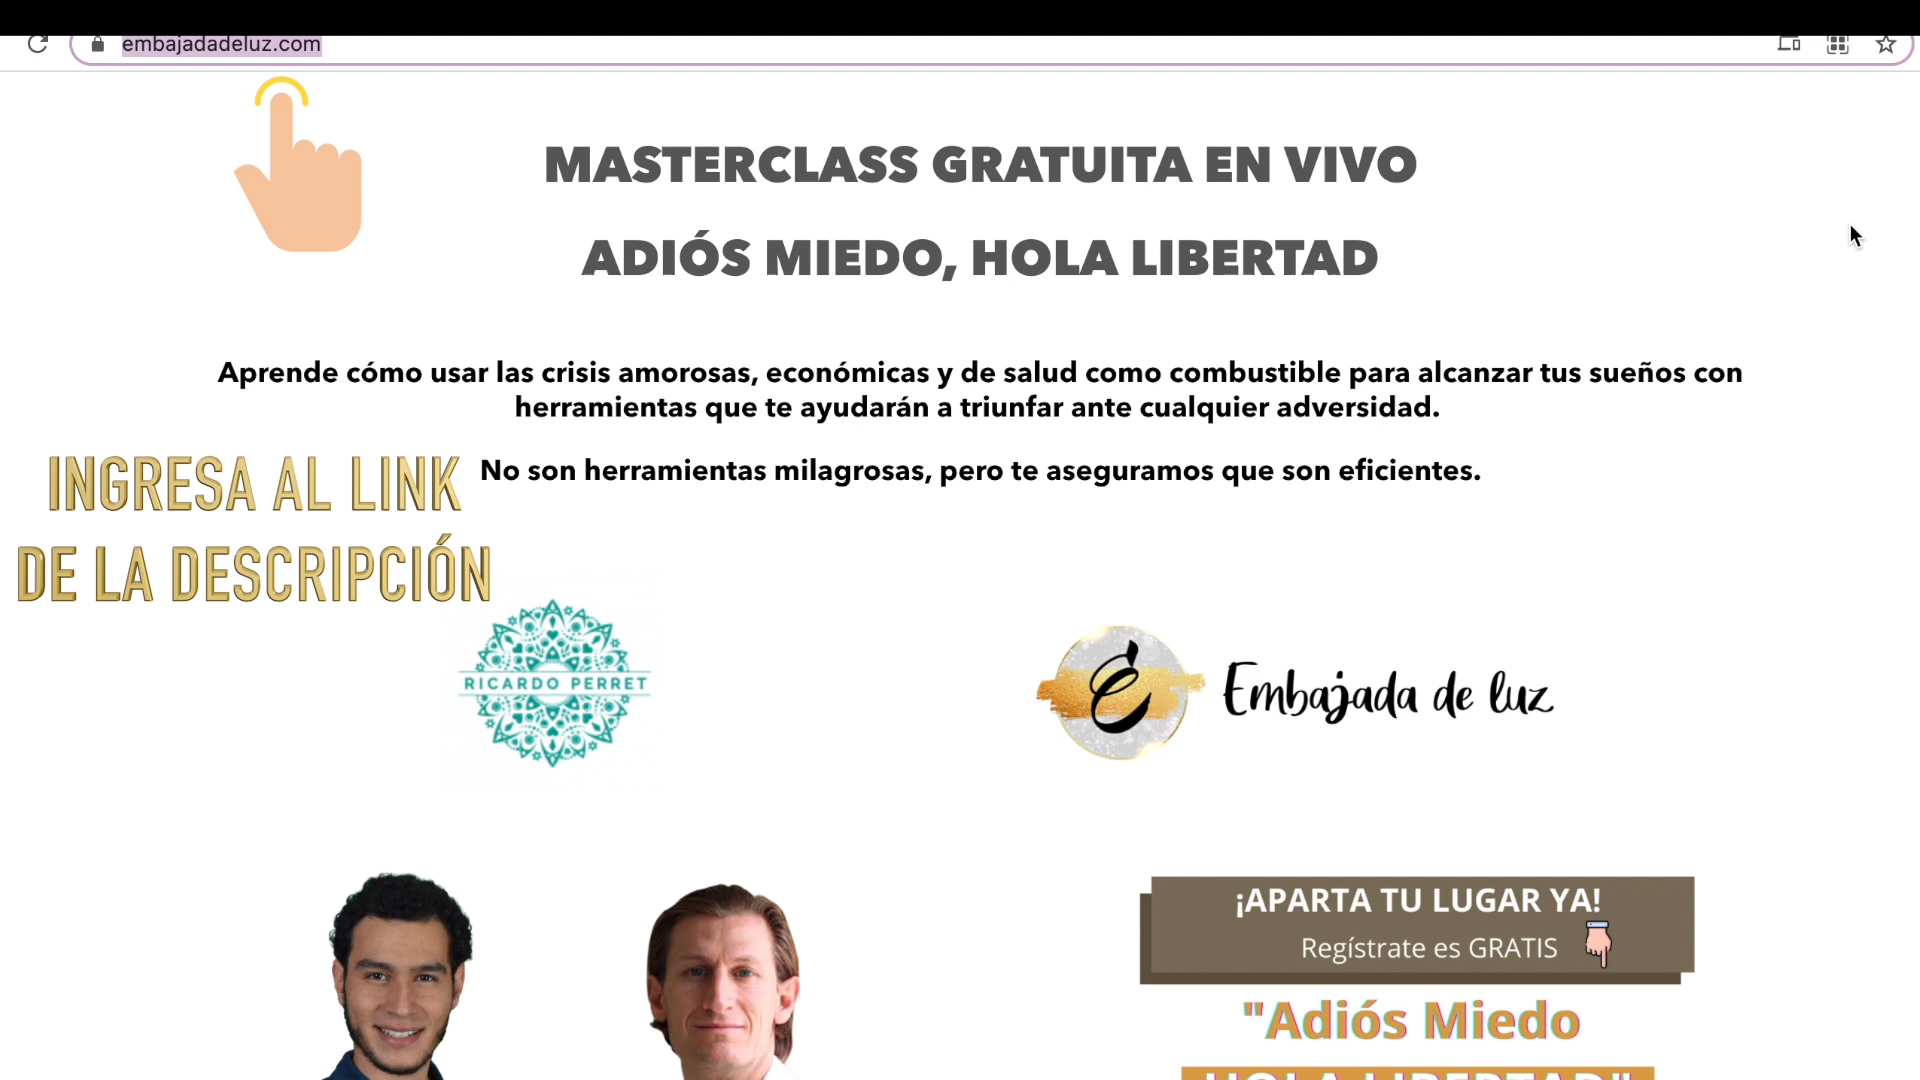 embajadadeluz.com
MASTERCLASS GRATUITA EN VIVO
ADIÓS MIEDO, HOLA LIBERTAD
Aprende cómo usar las crisis amorosas, económicas y de salud como combustible para alcanzar tus sueños con
herramientas que te ayudarán a triunfar ante cualquier adversidad.
No son herramientas milagrosas, pero te aseguramos que son eficientes.
INGRESA AL LINK
DE LA DESCRIPCIÓN
RICARDO PERRET
É
Embajada de luz
¡APARTA TU LUGAR YA!
Regístrate es GRATIS
"Adiós Miedo
HOLA LIBERTAD"